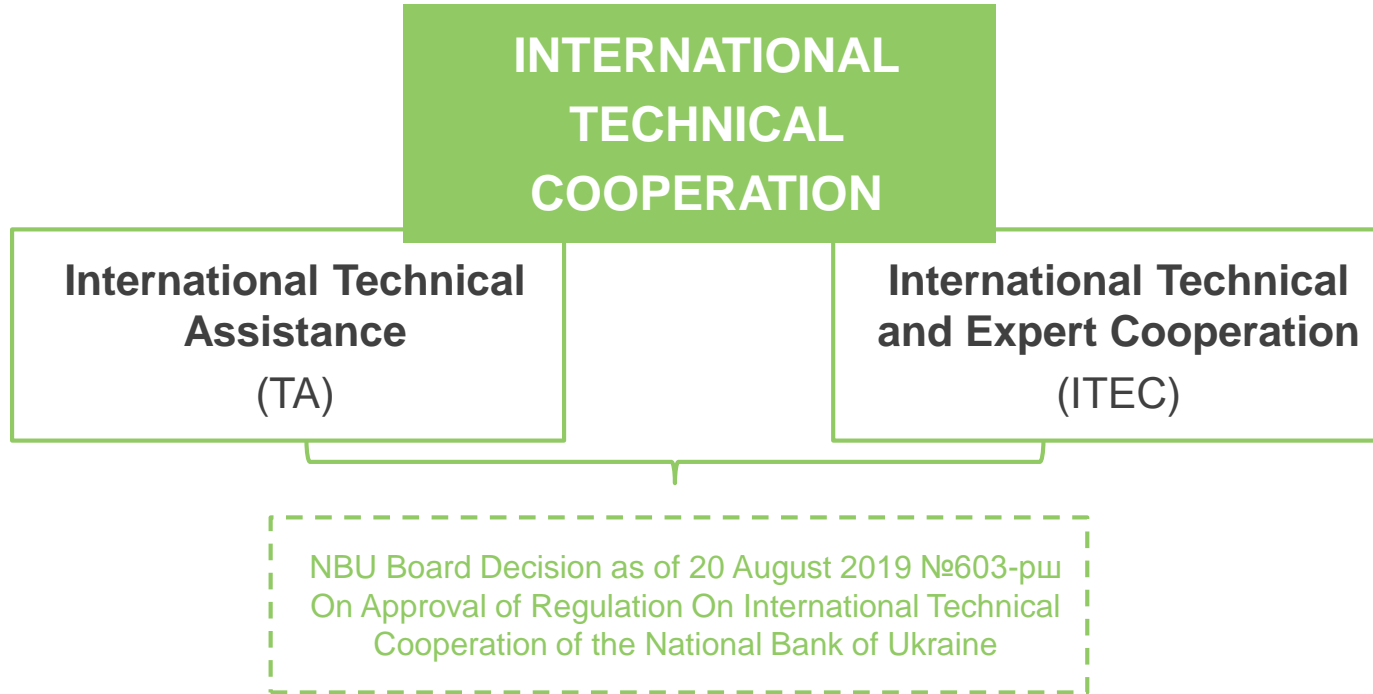 INTERNATIONAL
TECHNICAL
COOPERATION
International Technical
Assistance
(TA)
International Technical
and Expert Cooperation
(ITEC)
NBU Board Decision as of 20 August 2019 №603-рш
On Approval of Regulation On International Technical
Cooperation of the National Bank of Ukraine